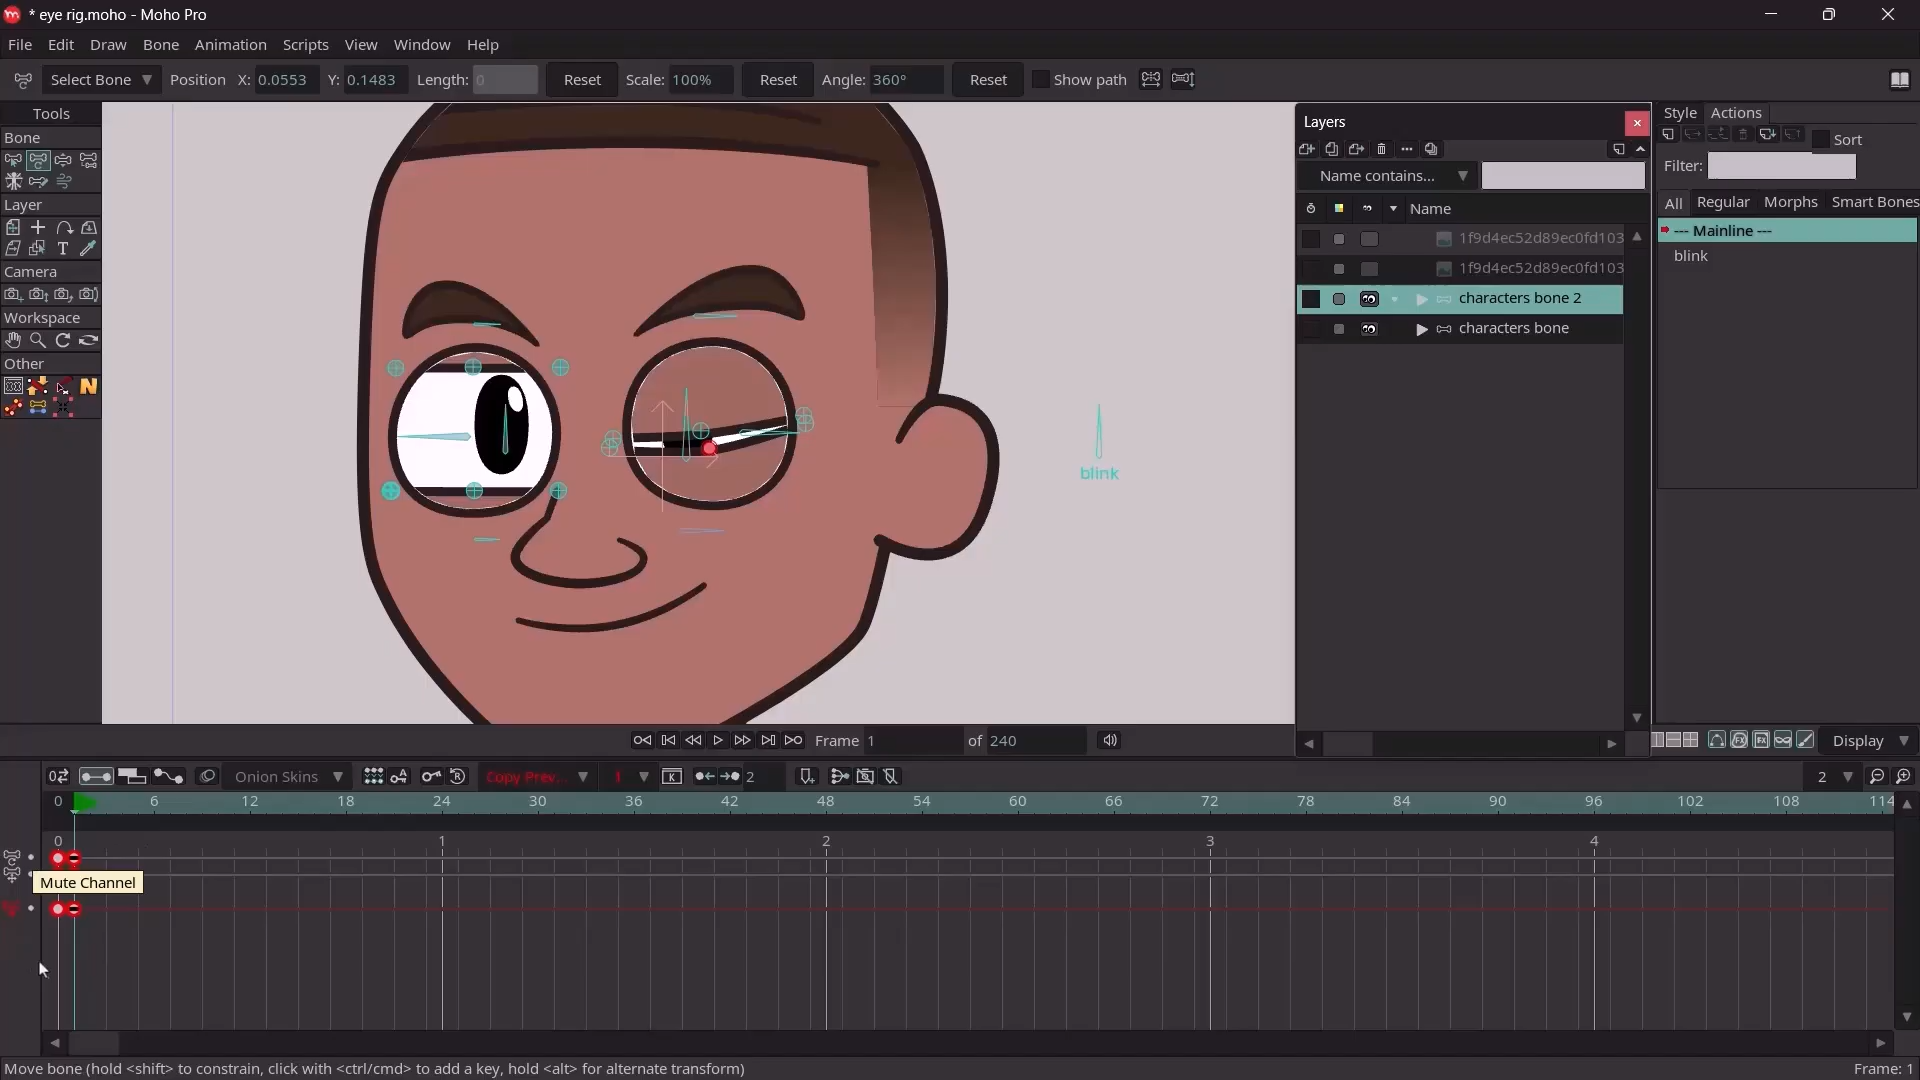 * eye rig.moho - Moho Pro
File Edit Draw Bone Animation Scripts View Window Help
Select Bone Position X: 0.0553 Y: 0.1483 Length: 0 Reset Scale: 100% Reset Angle: 360° Reset Show path
Tools
Bone
Layer
Camera
Workspace
Other
blink
Layers
Name contains...
Name
1f9d4ec52d89ec0fd103
1f9d4ec52d89ec0fd103
characters bone 2
characters bone
Style Actions
Sort
Filter:
All Regular Morphs Smart Bones
--- Mainline ---
blink
Frame 1 of 240
Display
Onion Skins Copy Prev... 1 2 2
0 6 12 18 24 30 36 42 48 54 60 66 72 78 84 90 96 102 108 114
0 1 2 3 4
Mute Channel
Move bone (hold <shift> to constrain, click with <ctrl/cmd> to add a key, hold <alt> for alternate transform)
Frame: 1